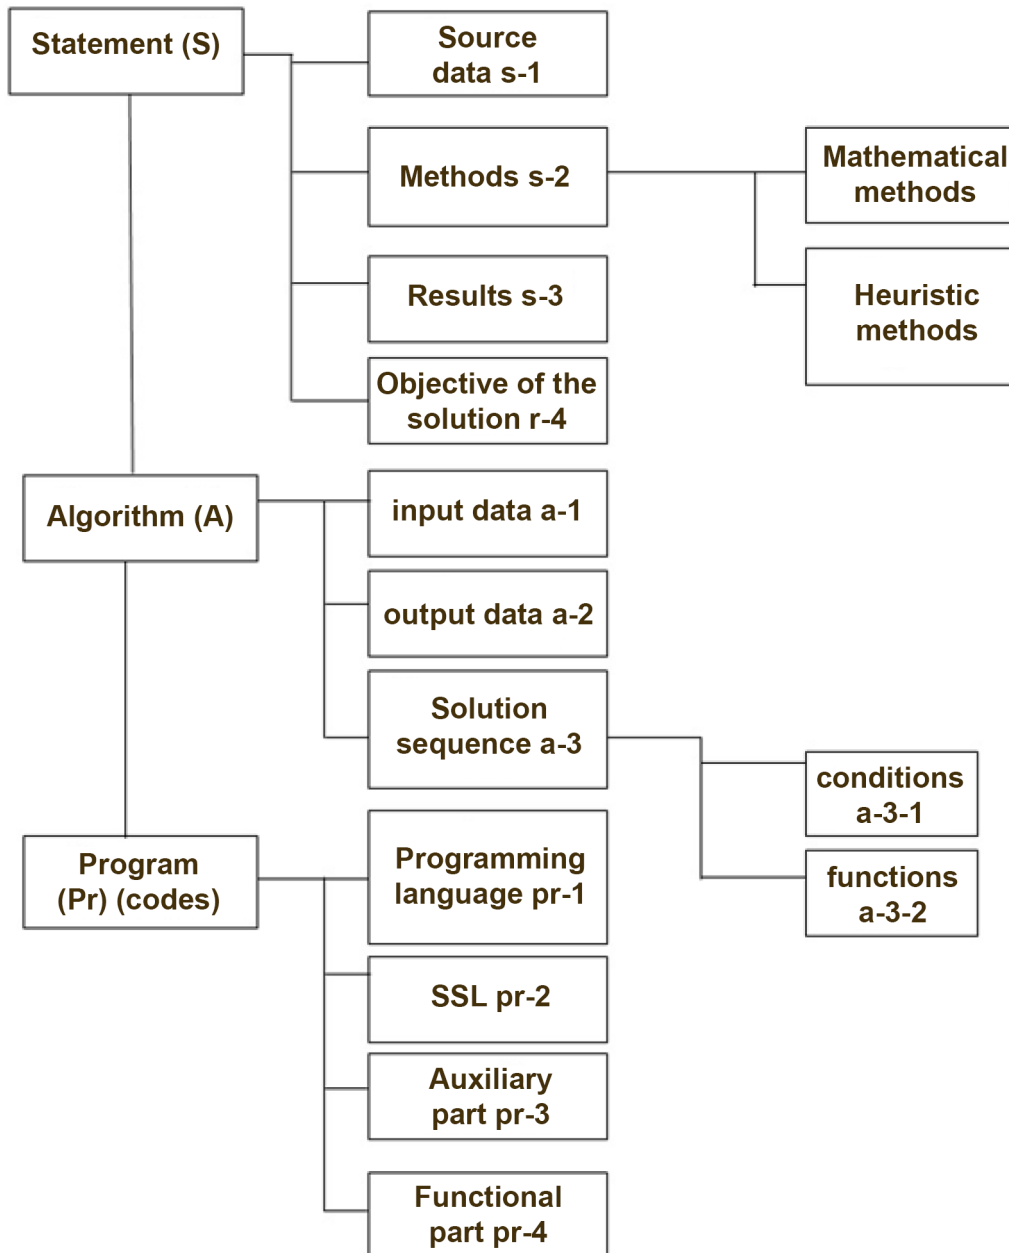 Statement (S)
Source
data s-1
Methods s-2
Mathematical
methods
Heuristic
methods
Results s-3
Objective of the
solution r-4
Algorithm (A)
input data a-1
output data a-2
Solution
sequence a-3
conditions
a-3-1
functions
a-3-2
Program
(Pr) (codes)
Programming
language pr-1
SSL pr-2
Auxiliary
part pr-3
Functional
part pr-4